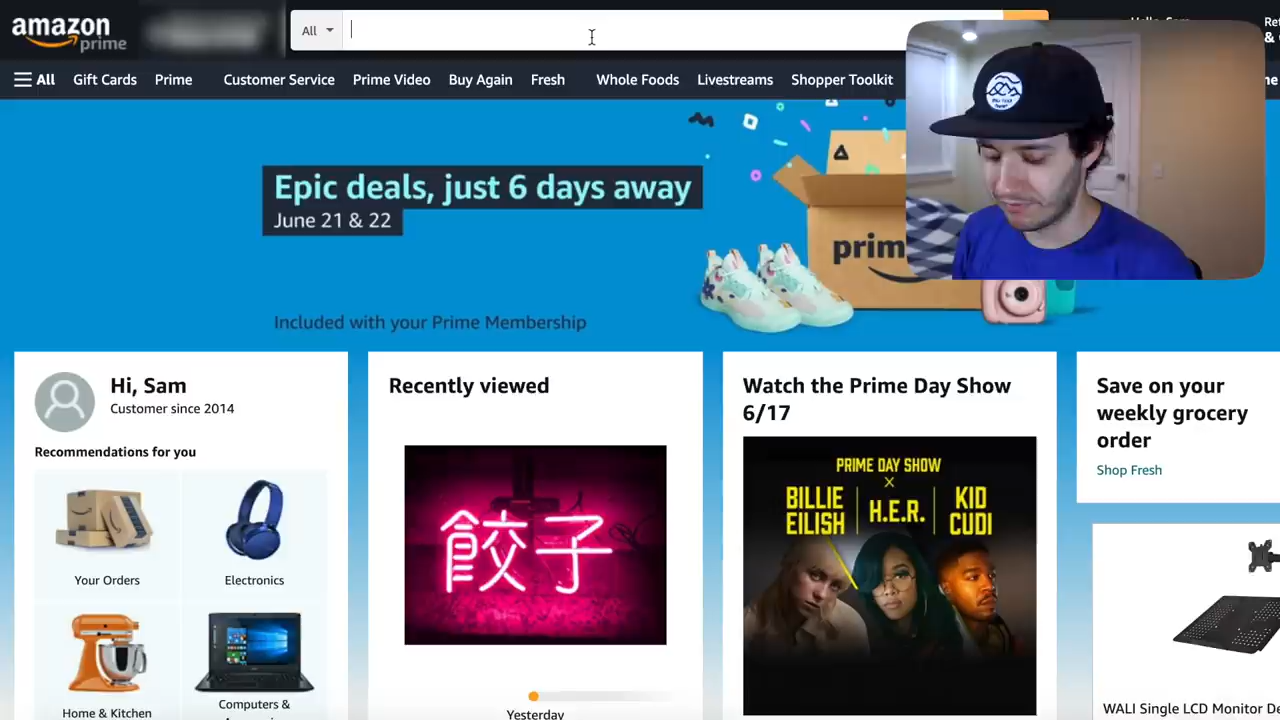 amazon
prime
All
All
Gift Cards
Prime
Customer Service
Prime Video
Buy Again
Fresh
Whole Foods
Livestreams
Shopper Toolkit
Epic deals, just 6 days away
June 21 & 22
Included with your Prime Membership
Hi, Sam
Customer since 2014
Recommendations for you
Your Orders
Electronics
Home & Kitchen
Computers &
Recently viewed
餃子
Yesterday
Watch the Prime Day Show
6/17
PRIME DAY SHOW
X
BILLIE EILISH
H.E.R.
KID CUDI
Save on your
weekly grocery
order
Shop Fresh
WALI Single LCD Monitor De